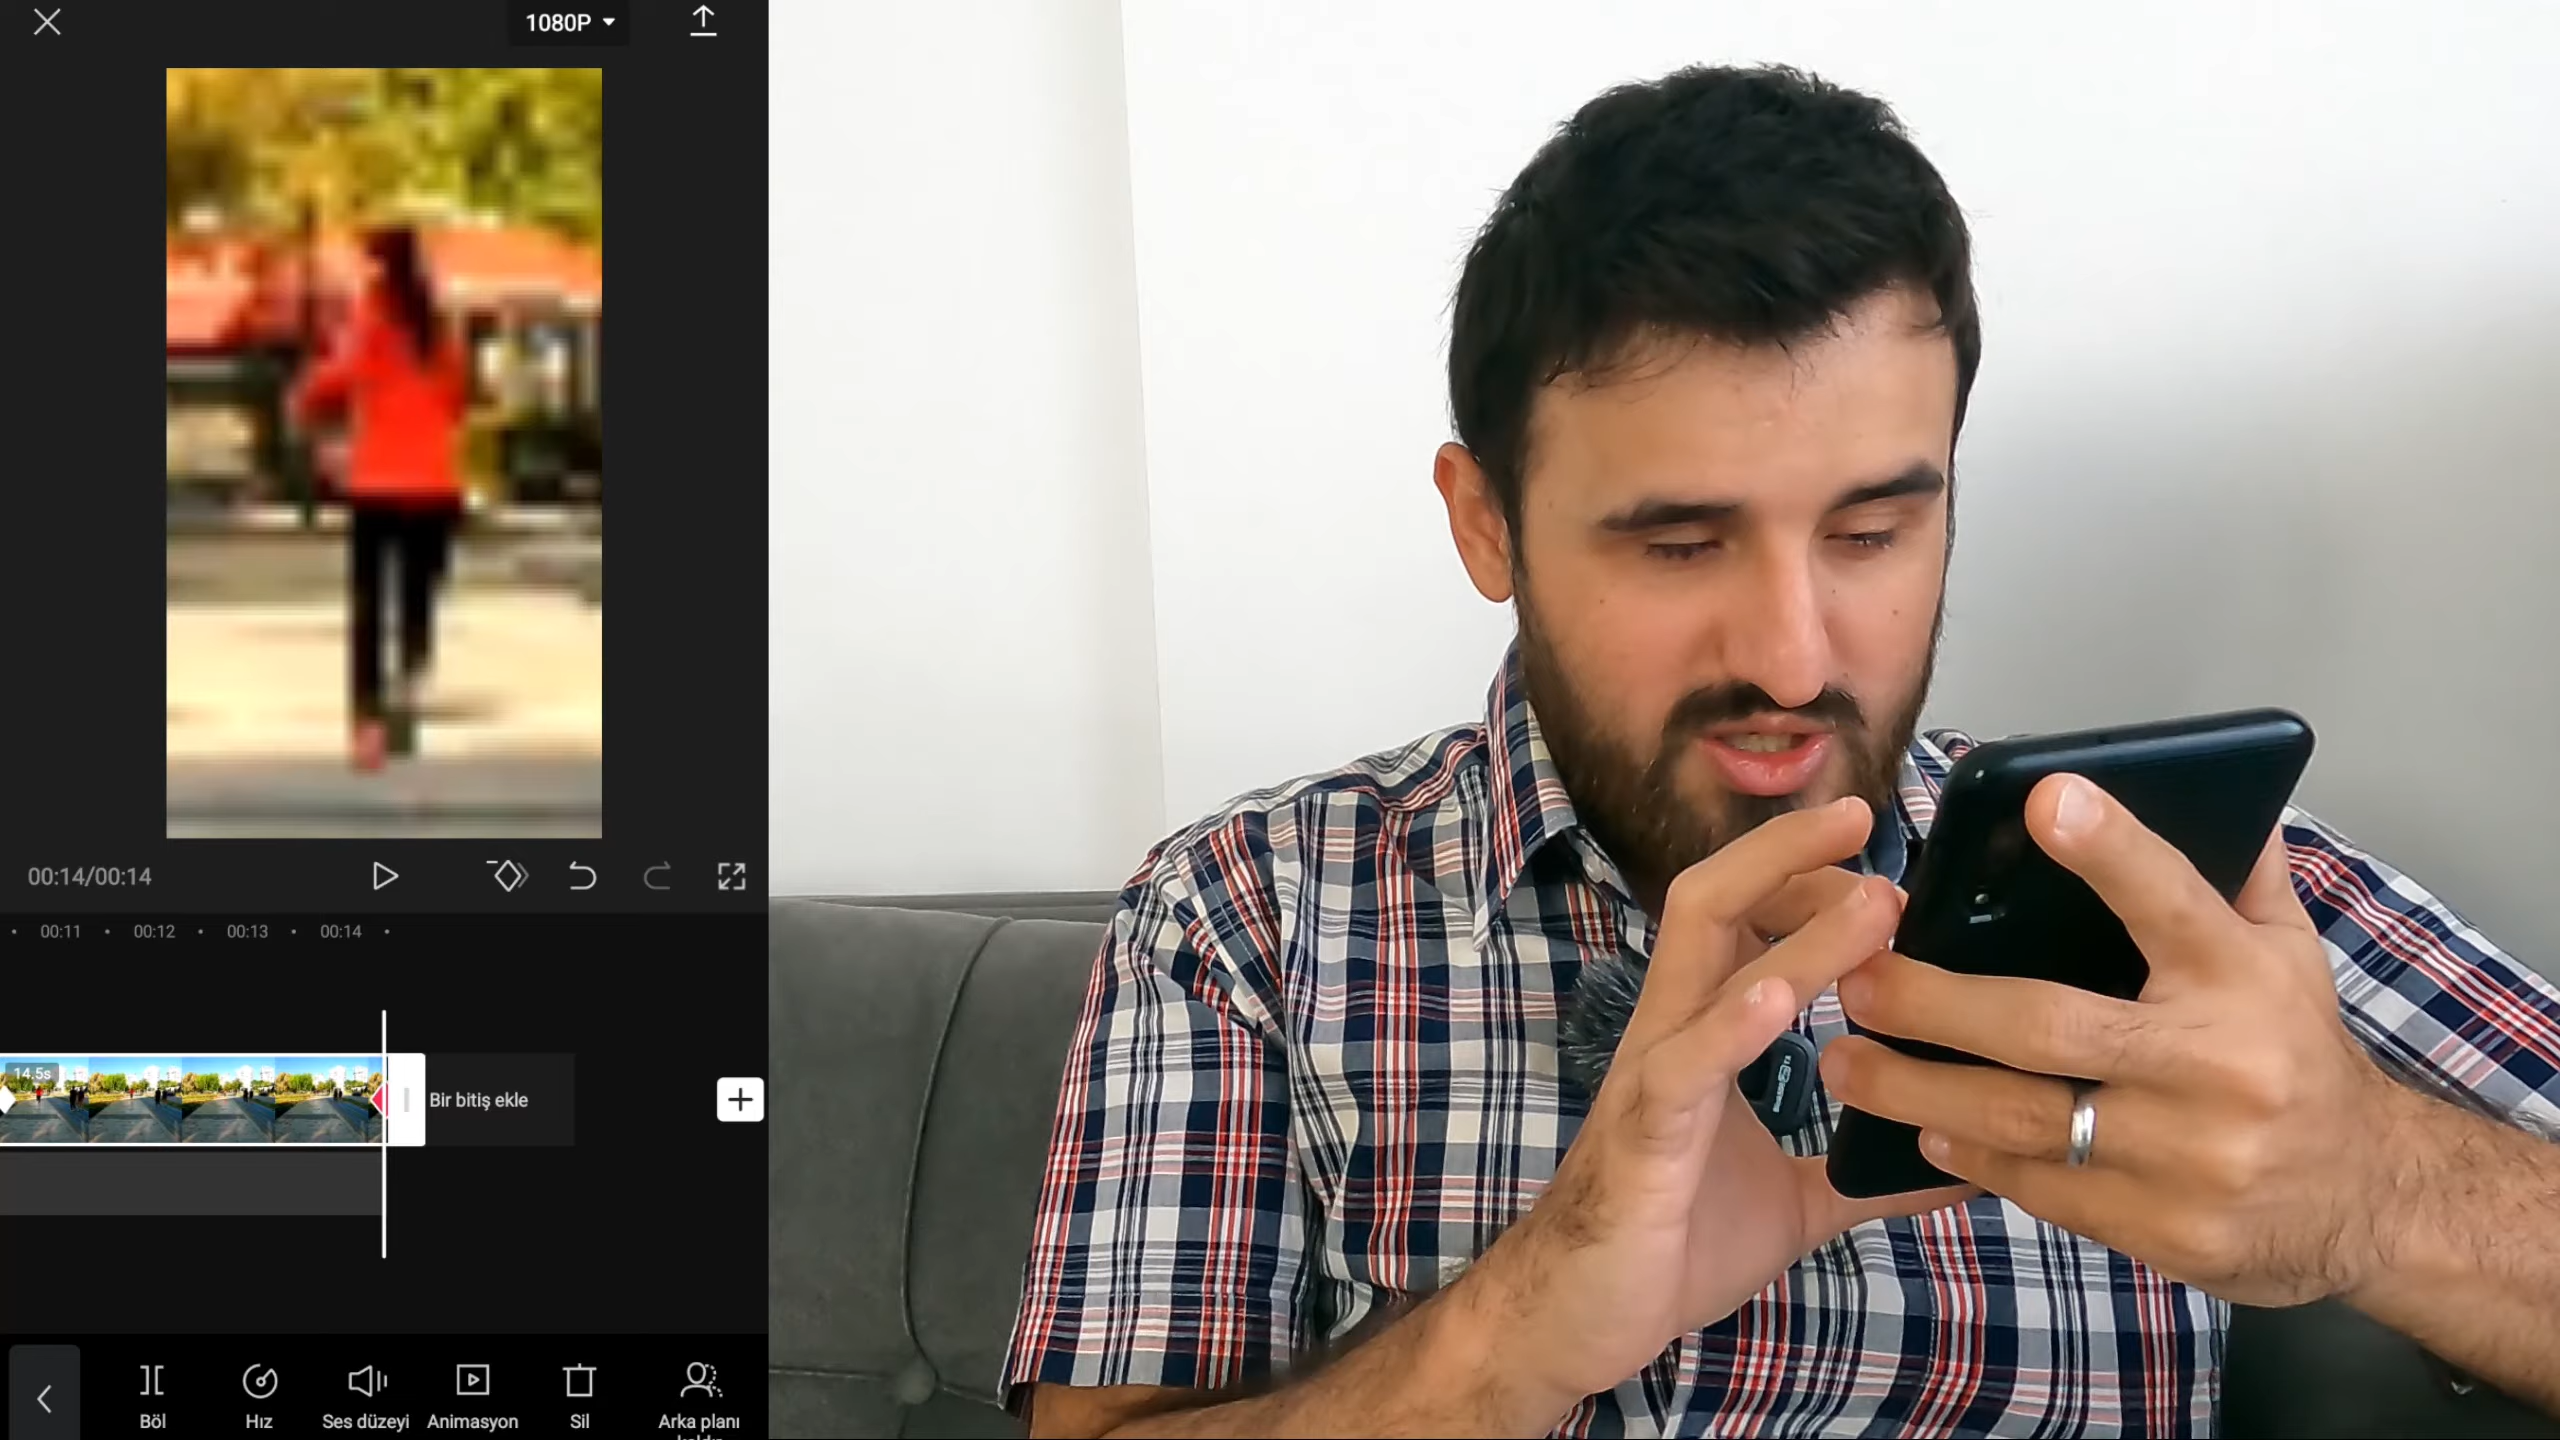 1080P
00:14/00:14
00:11 00:12 00:13 00:14
14.5s
Bir bitiş ekle
Böl Hız Ses düzeyi Animasyon Sil Arka planı